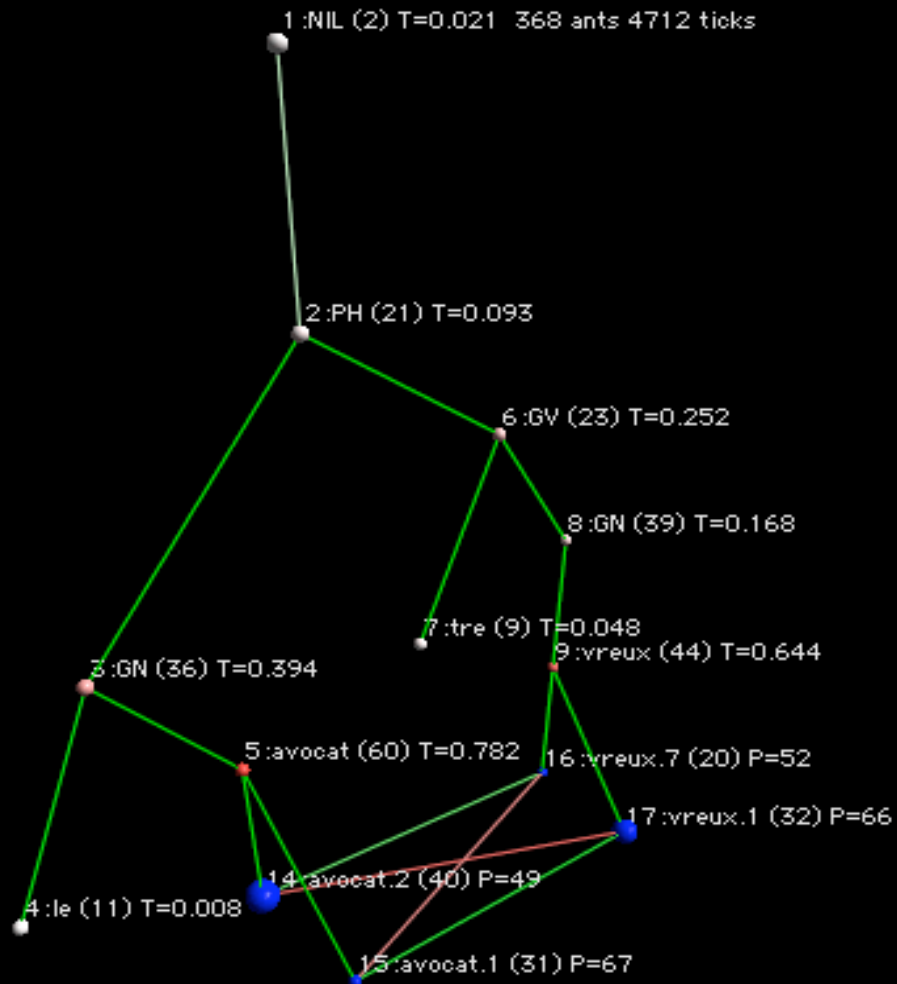 1 :NIL (2) T=0.021 368 ants 4712 ticks
2 :PH (21) T=0.093
6 :GV (23) T=0.252
8 :GN (39) T=0.168
7 :tre (9) T=0.048
9 :vreux (44) T=0.644
3 :GN (36) T=0.394
5 :avocat (60) T=0.782
16 :vreux.7 (20) P=52
17 :vreux.1 (32) P=66
14 :avocat.2 (40) P=49
4 :le (11) T=0.008
15 :avocat.1 (31) P=67